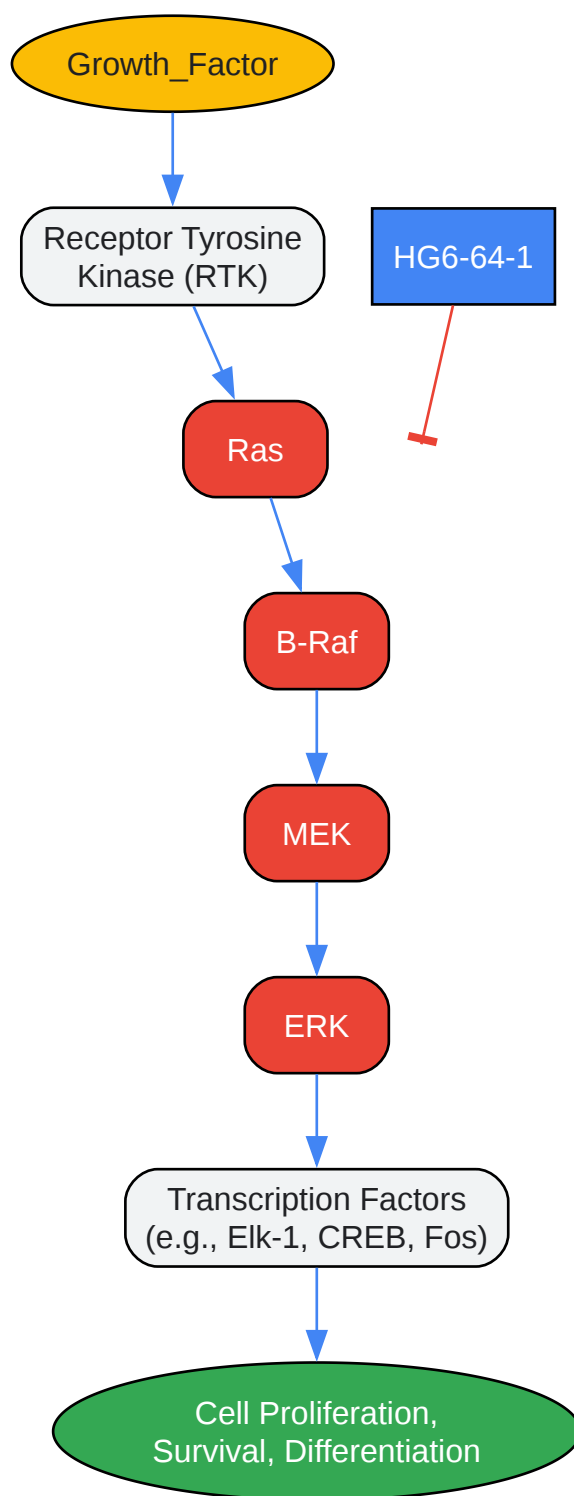 Growth_Factor
Receptor Tyrosine
Kinase (RTK)
HG6-64-1
Ras
B-Raf
MEK
ERK
Transcription Factors
(e.g., Elk-1, CREB, Fos)
Cell Proliferation,
Survival, Differentiation